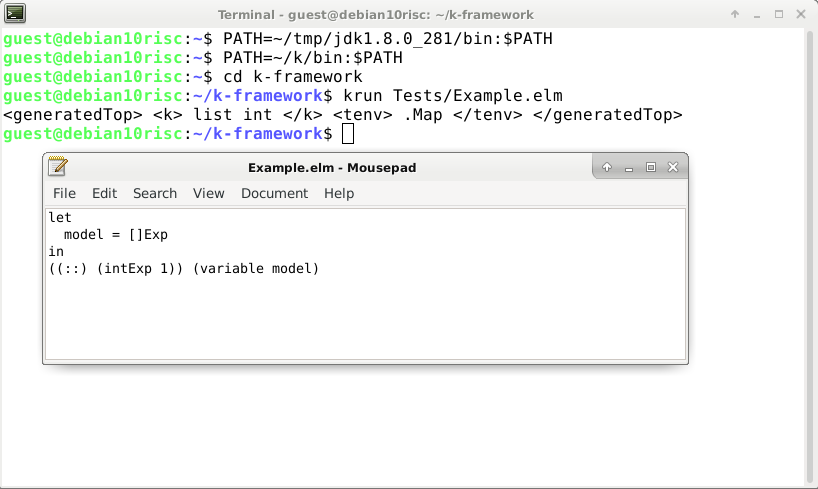 Terminal - guest@debian10risc: ~/k-framework
guest@debian10risc:~$ PATH=~/tmp/jdk1.8.0_281/bin:$PATH
guest@debian10risc:~$ PATH=~/k/bin:$PATH
guest@debian10risc:~$ cd k-framework
guest@debian10risc:~/k-framework$ krun Tests/Example.elm
<generatedTop> <k> list int </k> <tenv> .Map </tenv> </generatedTop>
guest@debian10risc:~/k-framework$
Example.elm - Mousepad
File Edit Search View Document Help
let
  model = []Exp
in
((::) (intExp 1)) (variable model)